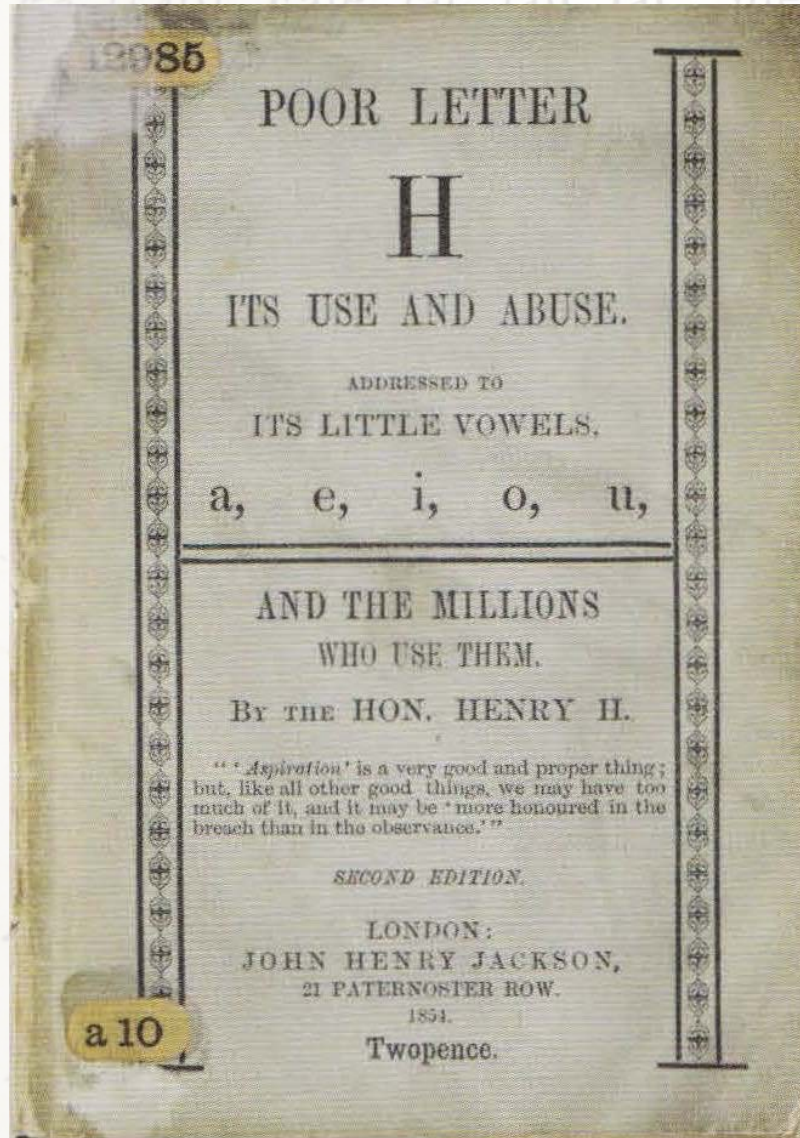 12985
POOR LETTER
H
ITS USE AND ABUSE.
ADDRESSED TO
ITS LITTLE VOWELS,
a, e, i, o, u,
AND THE MILLIONS
WHO USE THEM.
BY THE HON. HENRY H.
"'Aspiration' is a very good and proper thing;
but, like all other good things, we may have too
much of it, and it may be 'more honoured in the
breach than in the observance.'"
SECOND EDITION.
LONDON:
JOHN HENRY JACKSON,
21 PATERNOSTER ROW.
1854.
Twopence.
a 10